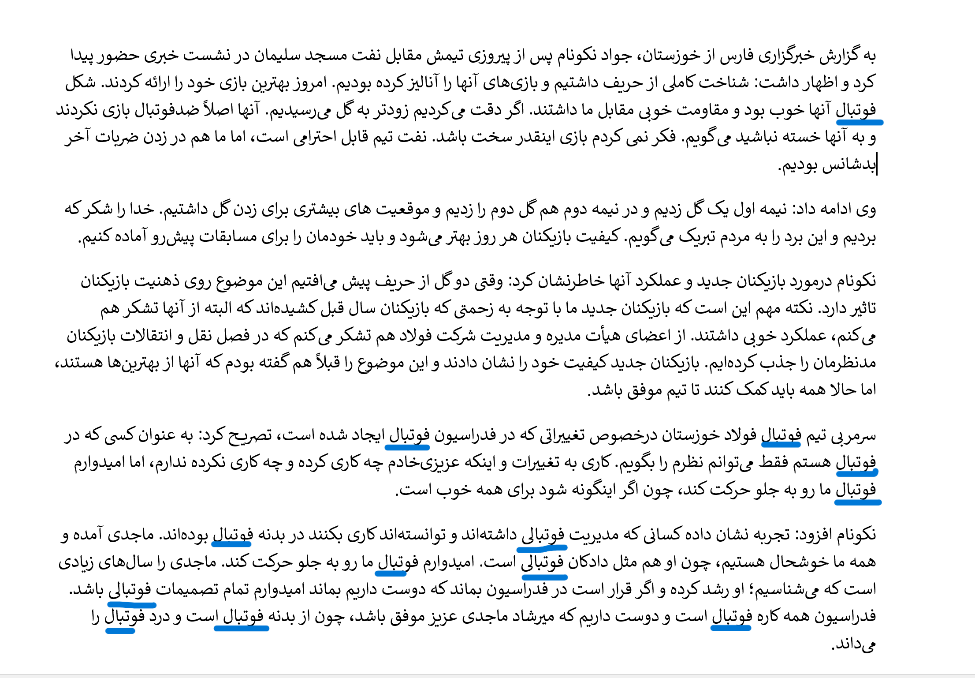 به گزارش خبرگزاری فارس از خوزستان، جواد نکونام پس از پیروزی تیمش مقابل نفت مسجد سلیمان در نشست خبری حضور پیدا
کرد و اظهار داشت: شناخت کاملی از حریف داشتیم و بازی‌های آنها را آنالیز کرده بودیم. امروز بهترین بازی خود را ارائه کردند. شکل
فوتبال آنها خوب بود و مقاومت خوبی مقابل ما داشتند. اگر دقت می‌کردیم زودتر به گل می‌رسیدیم. آنها اصلاً ضدفوتبال بازی نکردند
و به آنها خسته نباشید می‌گویم. فکر نمی کردم بازی اینقدر سخت باشد. نفت تیم قابل احترامی است، اما ما هم در زدن ضربات آخر
بدشانس بودیم.
وی ادامه داد: نیمه اول یک گل زدیم و در نیمه دوم هم گل دوم را زدیم و موقعیت های بیشتری برای زدن گل داشتیم. خدا را شکر که
بردیم و این برد را به مردم تبریک می‌گویم. کیفیت بازیکنان هر روز بهتر می‌شود و باید خودمان را برای مسابقات پیش‌رو آماده کنیم.
نکونام درمورد بازیکنان جدید و عملکرد آنها خاطرنشان کرد: وقتی دو گل از حریف پیش می‌افتیم این موضوع روی ذهنیت بازیکنان
تاثیر دارد. نکته مهم این است که بازیکنان جدید ما با توجه به زحمتی که بازیکنان سال قبل کشیده‌اند که البته از آنها تشکر هم
می‌کنم، عملکرد خوبی داشتند. از اعضای هیأت مدیره و مدیریت شرکت فولاد هم تشکر می‌کنم که در فصل نقل و انتقالات بازیکنان
مدنظرمان را جذب کرده‌ایم. بازیکنان جدید کیفیت خود را نشان دادند و این موضوع را قبلاً هم گفته بودم که آنها از بهترین‌ها هستند،
اما حالا همه باید کمک کنند تا تیم موفق باشد.
سرمربی تیم فوتبال فولاد خوزستان درخصوص تغییراتی که در فدراسیون فوتبال ایجاد شده است، تصریح کرد: به عنوان کسی که در
فوتبال هستم فقط می‌توانم نظرم را بگویم. کاری به تغییرات و اینکه عزیزی‌خادم چه کاری کرده و چه کاری نکرده ندارم، اما امیدوارم
فوتبال ما رو به جلو حرکت کند، چون اگر اینگونه شود برای همه خوب است.
نکونام افزود: تجربه نشان داده کسانی که مدیریت فوتبالی داشته‌اند و توانسته‌اند کاری بکنند در بدنه فوتبال بوده‌اند. ماجدی آمده و
همه ما خوشحال هستیم، چون او هم مثل دادکان فوتبالی است. امیدوارم فوتبال ما رو به جلو حرکت کند. ماجدی را سال‌های زیادی
است که می‌شناسیم؛ او رشد کرده و اگر قرار است در فدراسیون بماند که دوست داریم بماند امیدوارم تمام تصمیمات فوتبالی باشد.
فدراسیون همه کاره فوتبال است و دوست داریم که میرشاد ماجدی عزیز موفق باشد، چون از بدنه فوتبال است و درد فوتبال را
می‌داند.